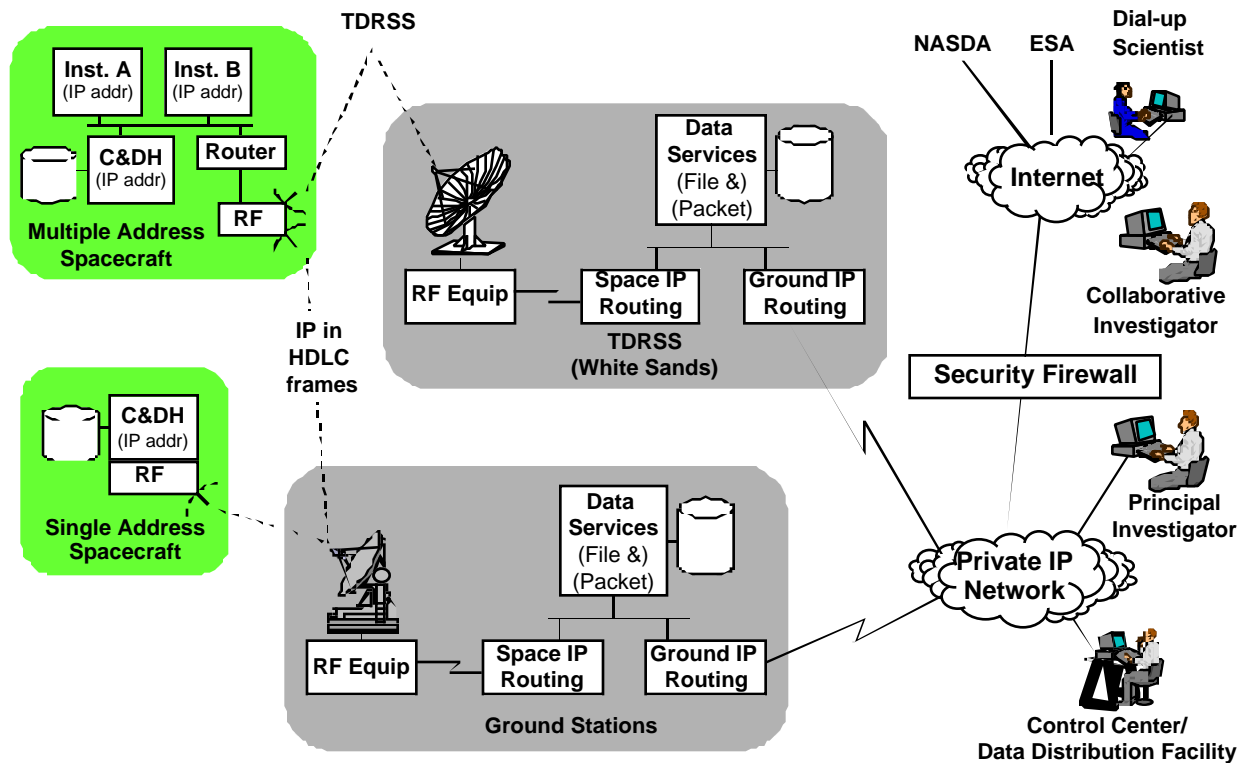 TDRSS
Inst. A
(IP addr)
Inst. B
(IP addr)
C&DH
(IP addr)
Router
RF
Multiple Address
Spacecraft
IP in
HDLC
frames
C&DH
(IP addr)
RF
Single Address
Spacecraft
Data
Services
(File &)
(Packet)
RF Equip
Space IP
Routing
Ground IP
Routing
TDRSS
(White Sands)
Data
Services
(File &)
(Packet)
RF Equip
Space IP
Routing
Ground IP
Routing
Ground Stations
NASDA
ESA
Dial-up
Scientist
Internet
Collaborative
Investigator
Security Firewall
Principal
Investigator
Private IP
Network
Control Center/
Data Distribution Facility